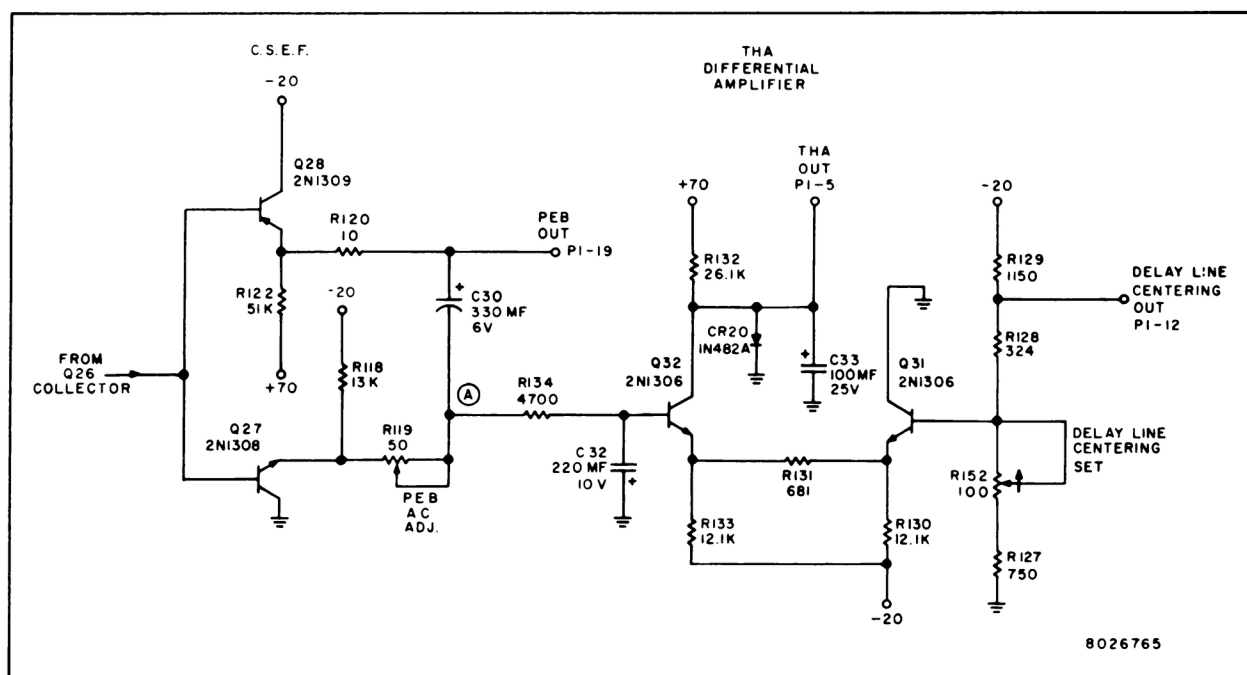 C.S.E.F.
-20
Q28
2N1309
R120
10
PEB
OUT
P1-19
R122
51K
-20
C30
330 MF
6V
+
FROM
Q26
COLLECTOR
+70
R118
13K
Q27
2N1308
R119
50
PEB
AC
ADJ.
A
R134
4700
C32
220 MF
10V
+
THA
DIFFERENTIAL
AMPLIFIER
+70
THA
OUT
P1-5
R132
26.1K
Q32
2N1306
CR20
1N482A
+
C33
100MF
25V
Q31
2N1306
R131
681
R133
12.1K
R130
12.1K
-20
-20
R129
1150
DELAY LINE
CENTERING
OUT
P1-12
R128
324
DELAY LINE
CENTERING
SET
R152
100
R127
750
8026765